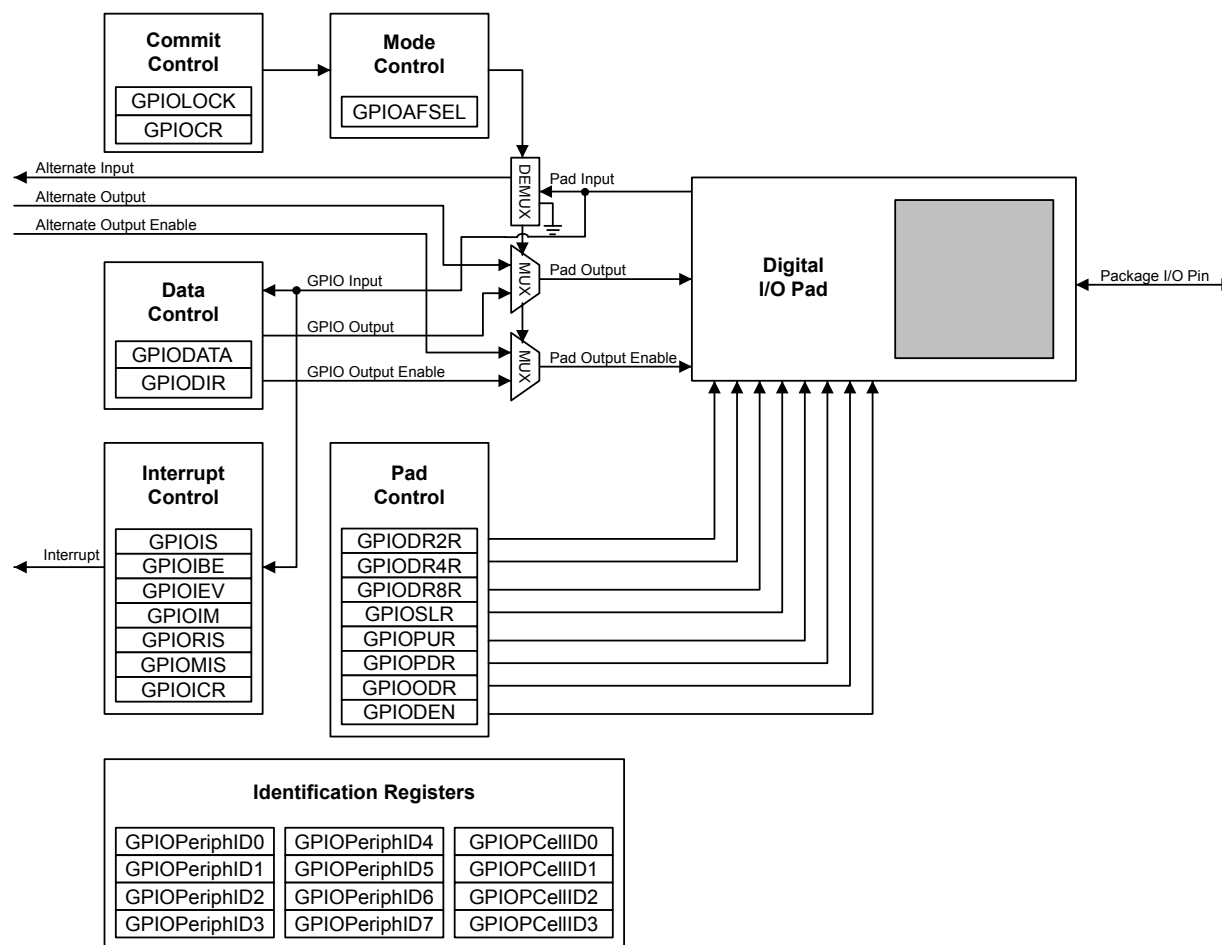 Commit
Control
GPIOLOCK
GPIOCR
Mode
Control
GPIOAFSEL
Alternate Input
Alternate Output
Alternate Output Enable
DEMUX
Pad Input
MUX
Pad Output
MUX
Pad Output Enable
Digital
I/O Pad
Package I/O Pin
Data
Control
GPIODATA
GPIODIR
GPIO Input
GPIO Output
GPIO Output Enable
Interrupt
Control
GPIOIS
GPIOIBE
GPIOIEV
GPIOIM
GPIORIS
GPIOMIS
GPIOICR
Interrupt
Pad
Control
GPIODR2R
GPIODR4R
GPIODR8R
GPIOSLR
GPIOPUR
GPIOPDR
GPIOODR
GPIODEN
Identification Registers
GPIOPeriphID0
GPIOPeriphID1
GPIOPeriphID2
GPIOPeriphID3
GPIOPeriphID4
GPIOPeriphID5
GPIOPeriphID6
GPIOPeriphID7
GPIOPCellID0
GPIOPCellID1
GPIOPCellID2
GPIOPCellID3